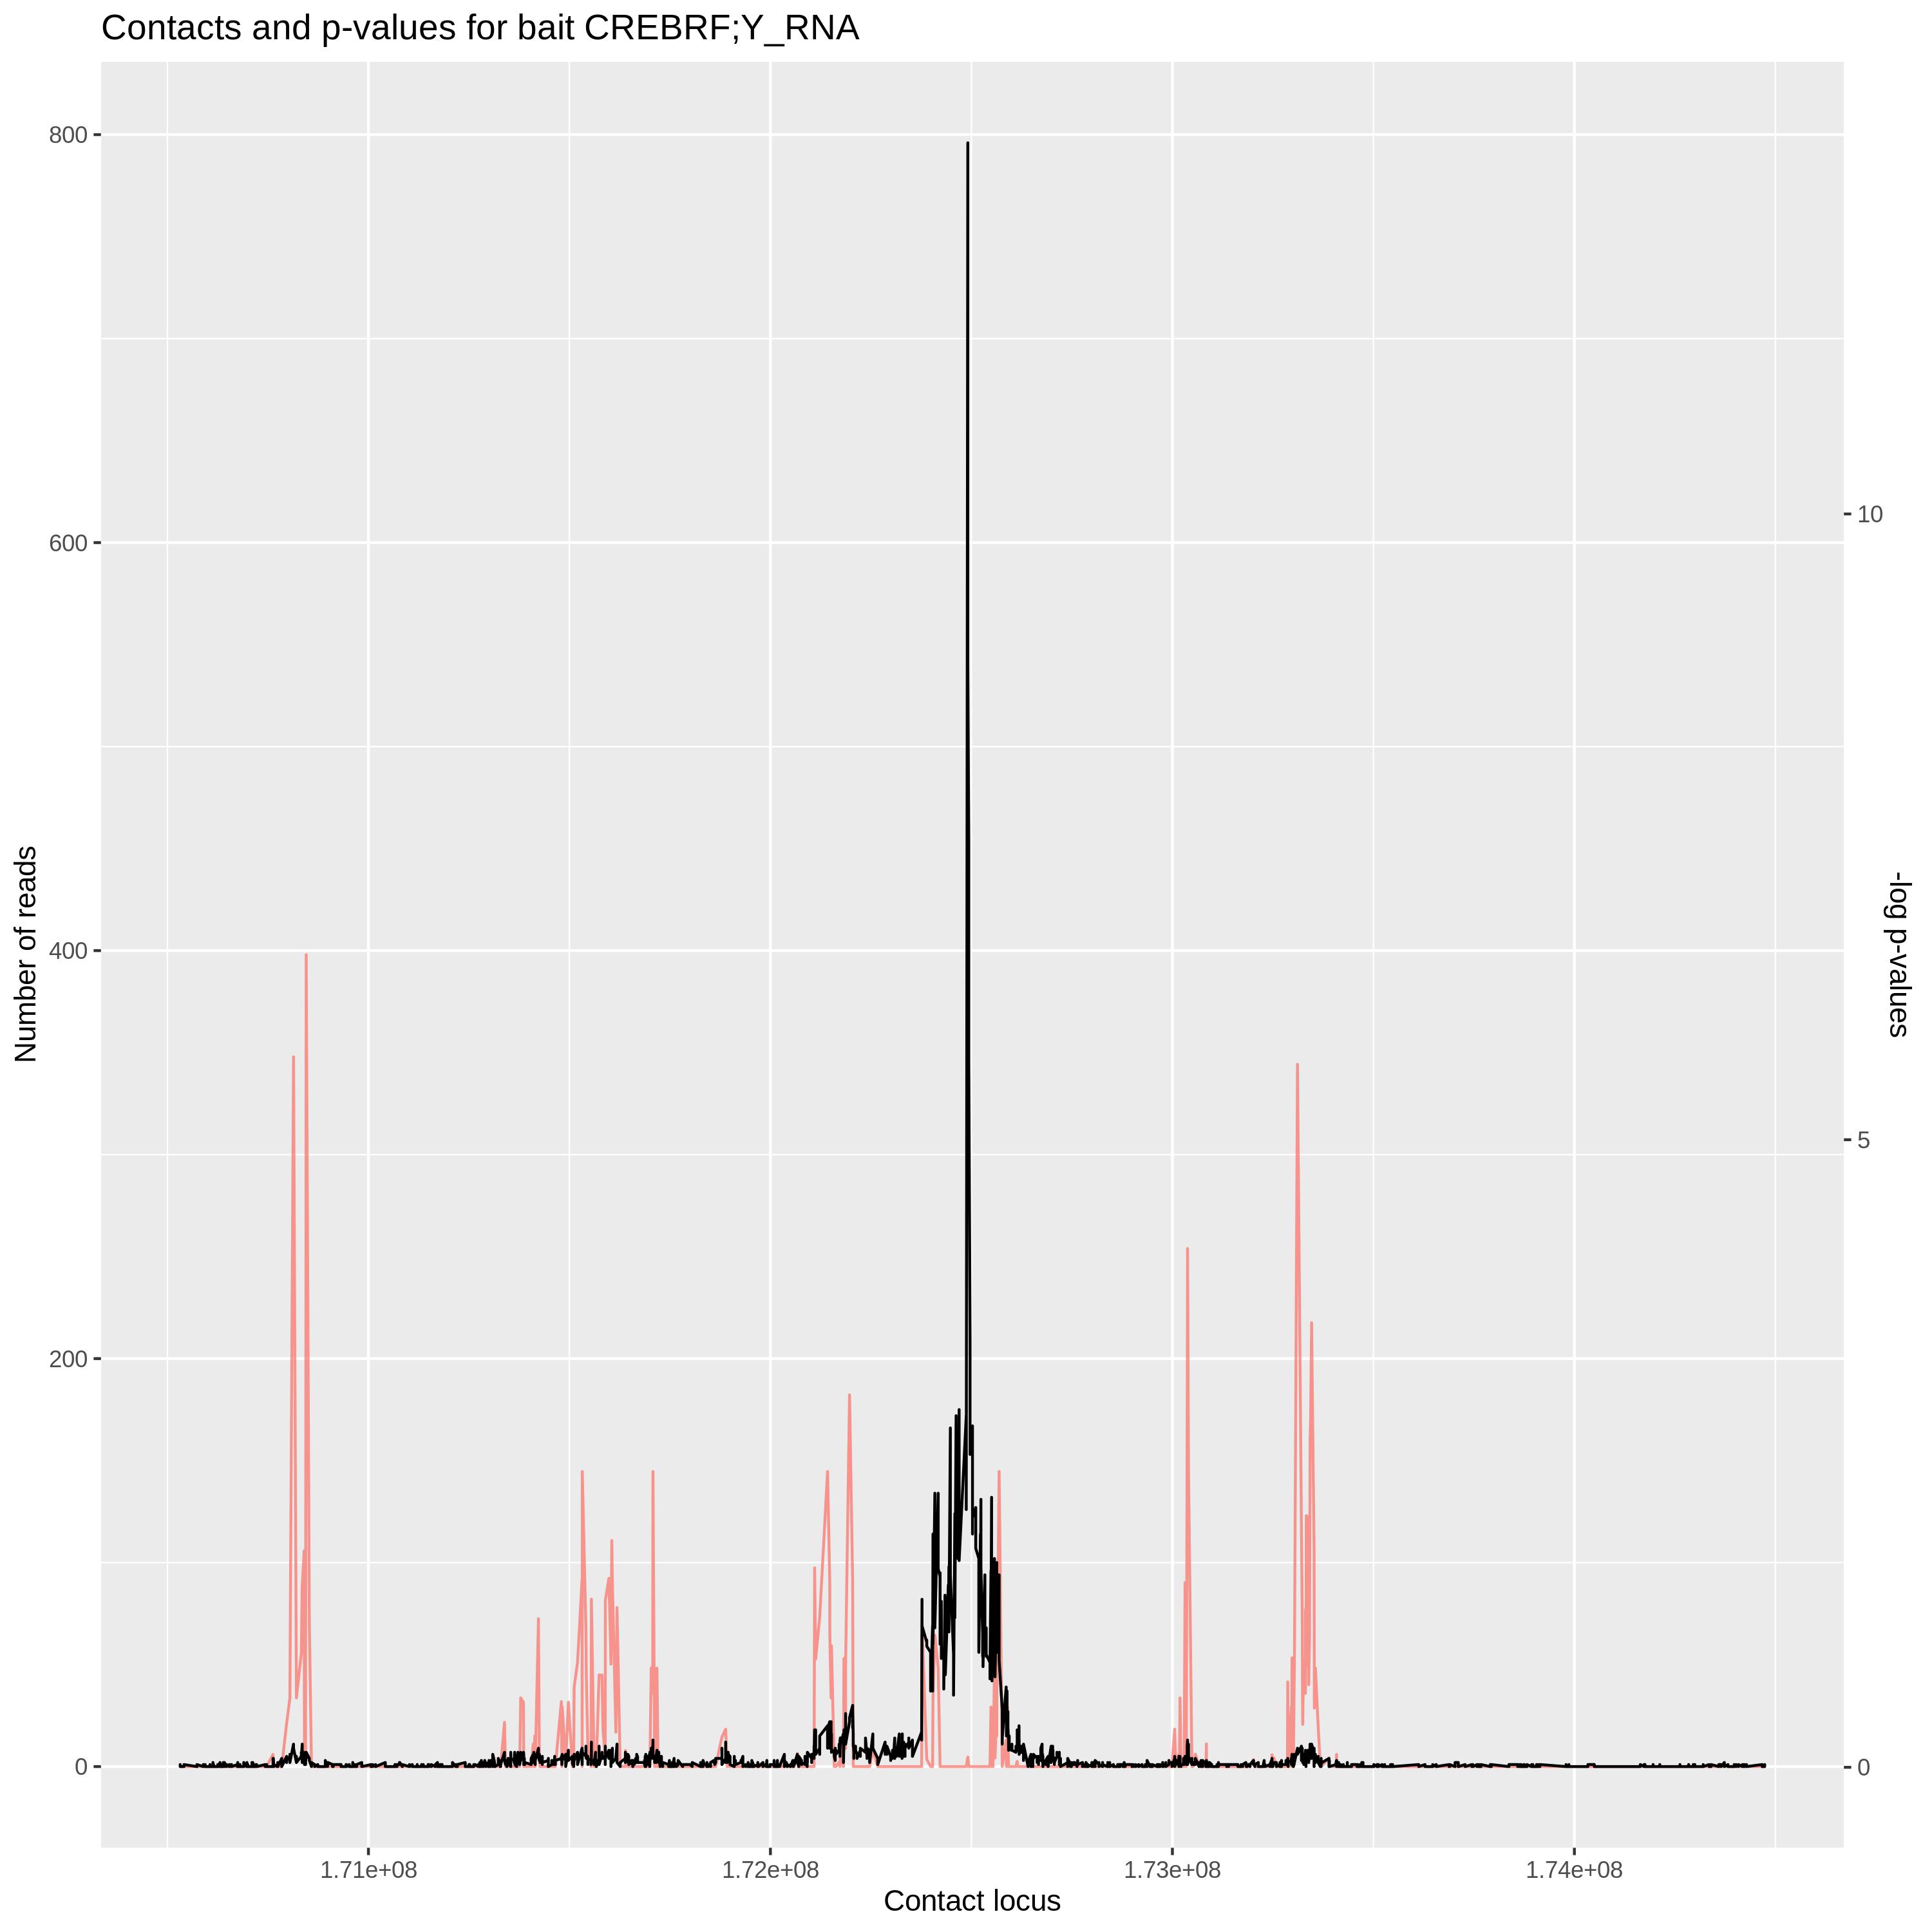 Contacts and p-values for bait CREBRF;Y_RNA
800
600
400
200
0
Number of reads
10
5
0
-log p-values
1.71e+08
1.72e+08
1.73e+08
1.74e+08
Contact locus